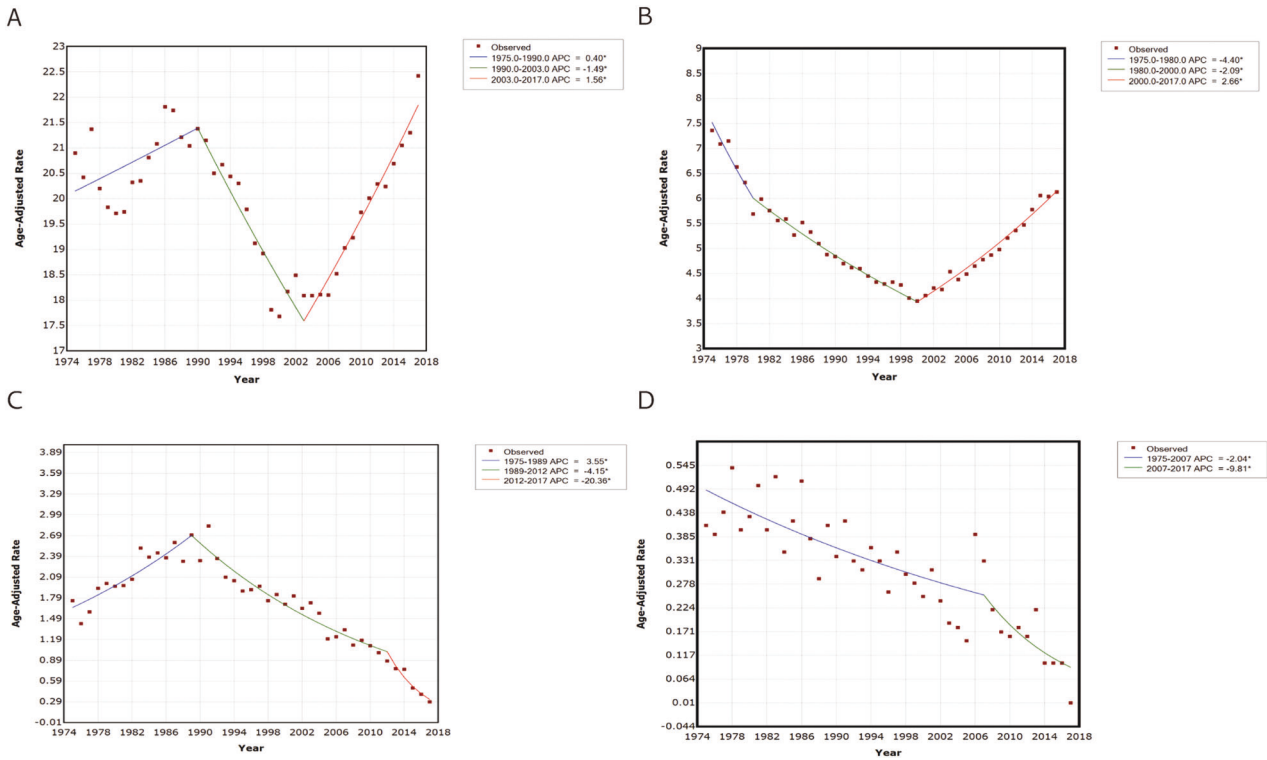 A
Age-Adjusted Rate
23
22.5
22
21.5
21
20.5
20
19.5
19
18.5
18
17.5
17
1974 1978 1982 1986 1990 1994 1998 2002 2006 2010 2014 2018
Year
Observed
1975.0-1990.0 APC = 0.40*
1990.0-2003.0 APC = -1.49*
2003.0-2017.0 APC = 1.56*
B
Age-Adjusted Rate
9
8.5
8
7.5
7
6.5
6
5.5
5
4.5
4
3.5
3
1974 1978 1982 1986 1990 1994 1998 2002 2006 2010 2014 2018
Year
Observed
1975.0-1980.0 APC = -4.40*
1980.0-2000.0 APC = -2.09*
2000.0-2017.0 APC = 2.66*
C
Age-Adjusted Rate
3.89
3.59
3.29
2.99
2.69
2.39
2.09
1.79
1.49
1.19
0.89
0.59
0.29
-0.01
1974 1978 1982 1986 1990 1994 1998 2002 2006 2010 2014 2018
Year
Observed
1975-1989 APC = 3.55*
1989-2012 APC = -4.15*
2012-2017 APC = -20.36*
D
Age-Adjusted Rate
0.545
0.492
0.438
0.385
0.331
0.278
0.224
0.171
0.117
0.064
0.01
-0.044
1974 1978 1982 1986 1990 1994 1998 2002 2006 2010 2014 2018
Year
Observed
1975-2007 APC = -2.04*
2007-2017 APC = -9.81*